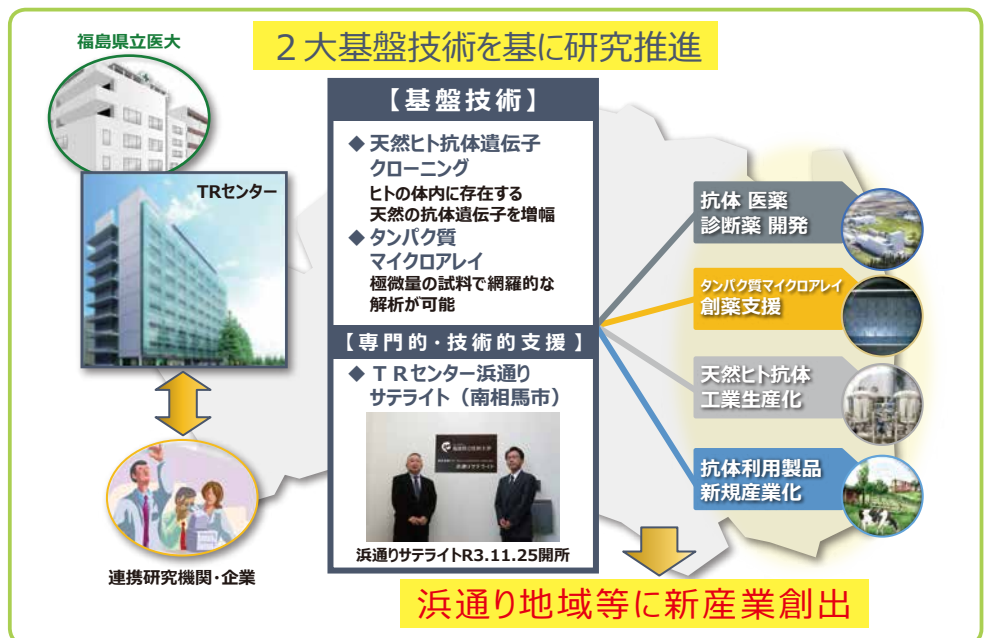 福島県立医大
2大基盤技術を基に研究推進
TRセンター
連携研究機関・企業
【基盤技術】
◆ 天然ヒト抗体遺伝子
クローニング
ヒトの体内に存在する
天然の抗体遺伝子を増幅
◆ タンパク質
マイクロアレイ
極微量の試料で網羅的な
解析が可能
【専門的・技術的支援】
◆ TRセンター浜通り
サテライト（南相馬市）
福島県立医科大学
浜通りサテライト
浜通りサテライトR3.11.25開所
抗体 医薬
診断薬 開発
タンパク質マイクロアレイ
創薬支援
天然ヒト抗体
工業生産化
抗体利用製品
新規産業化
浜通り地域等に新産業創出